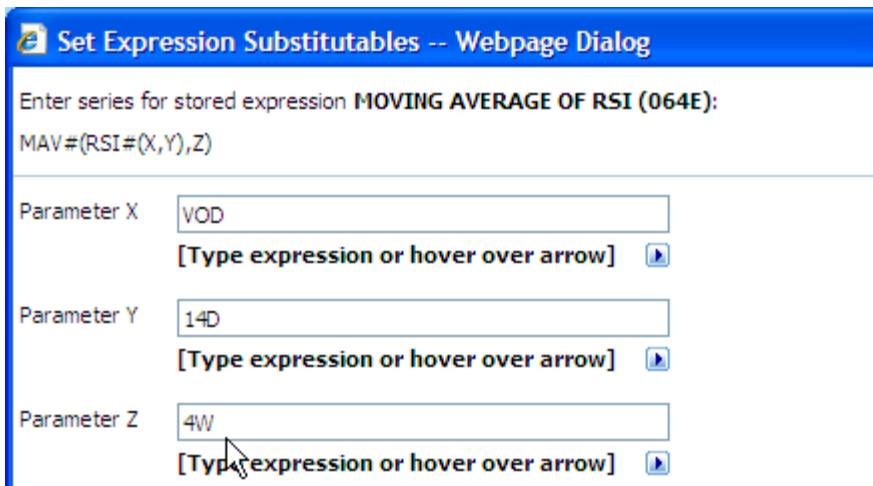 Set Expression Substitutables -- Webpage Dialog
Enter series for stored expression MOVING AVERAGE OF RSI (064E):
MAV#(RSI#(X,Y),Z)
Parameter X VOD
[Type expression or hover over arrow]
Parameter Y 14D
[Type expression or hover over arrow]
Parameter Z 4W
[Type expression or hover over arrow]